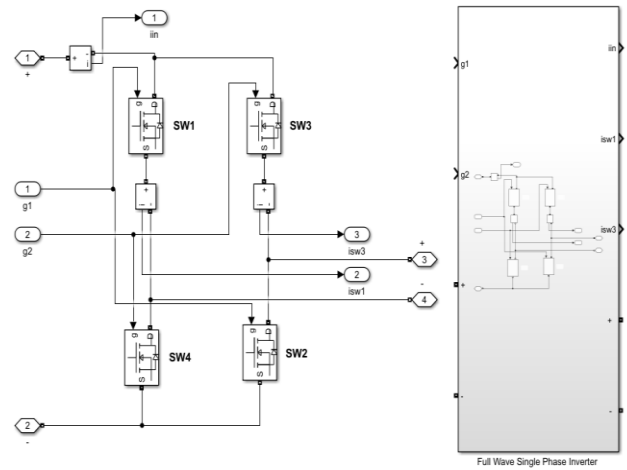 1
iin
1
+
+
-
i
g
D
S
SW1
g
D
S
SW3
+
-
i
+
-
i
1
g1
2
g2
3
isw3
+
3
2
isw1
-
4
g
D
S
SW4
g
D
S
SW2
2
-
g1
g2
+
-
iin
isw1
isw3
+
-
Full Wave Single Phase Inverter